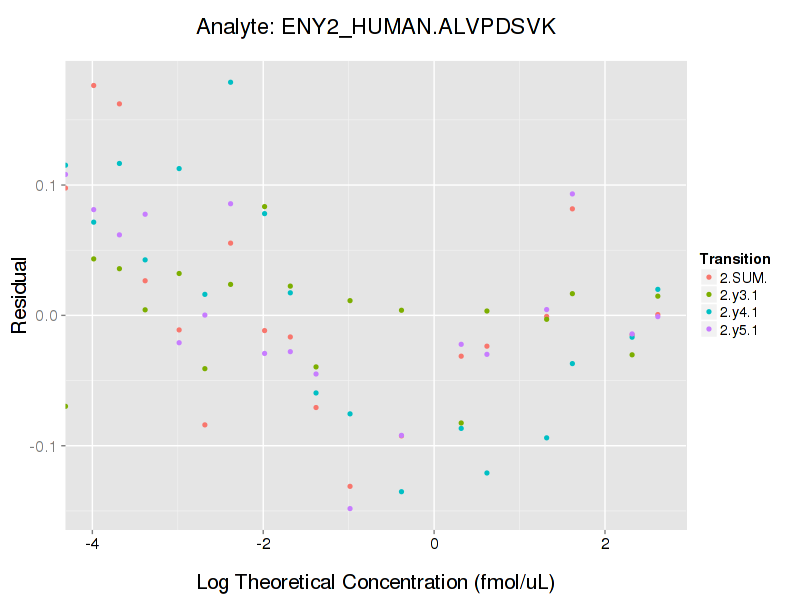 Analyte: ENY2_HUMAN.ALVPDSVK
Residual
0.1
0.0
-0.1
-4
-2
0
2
Log Theoretical Concentration (fmol/uL)
Transition
2.SUM.
2.y3.1
2.y4.1
2.y5.1